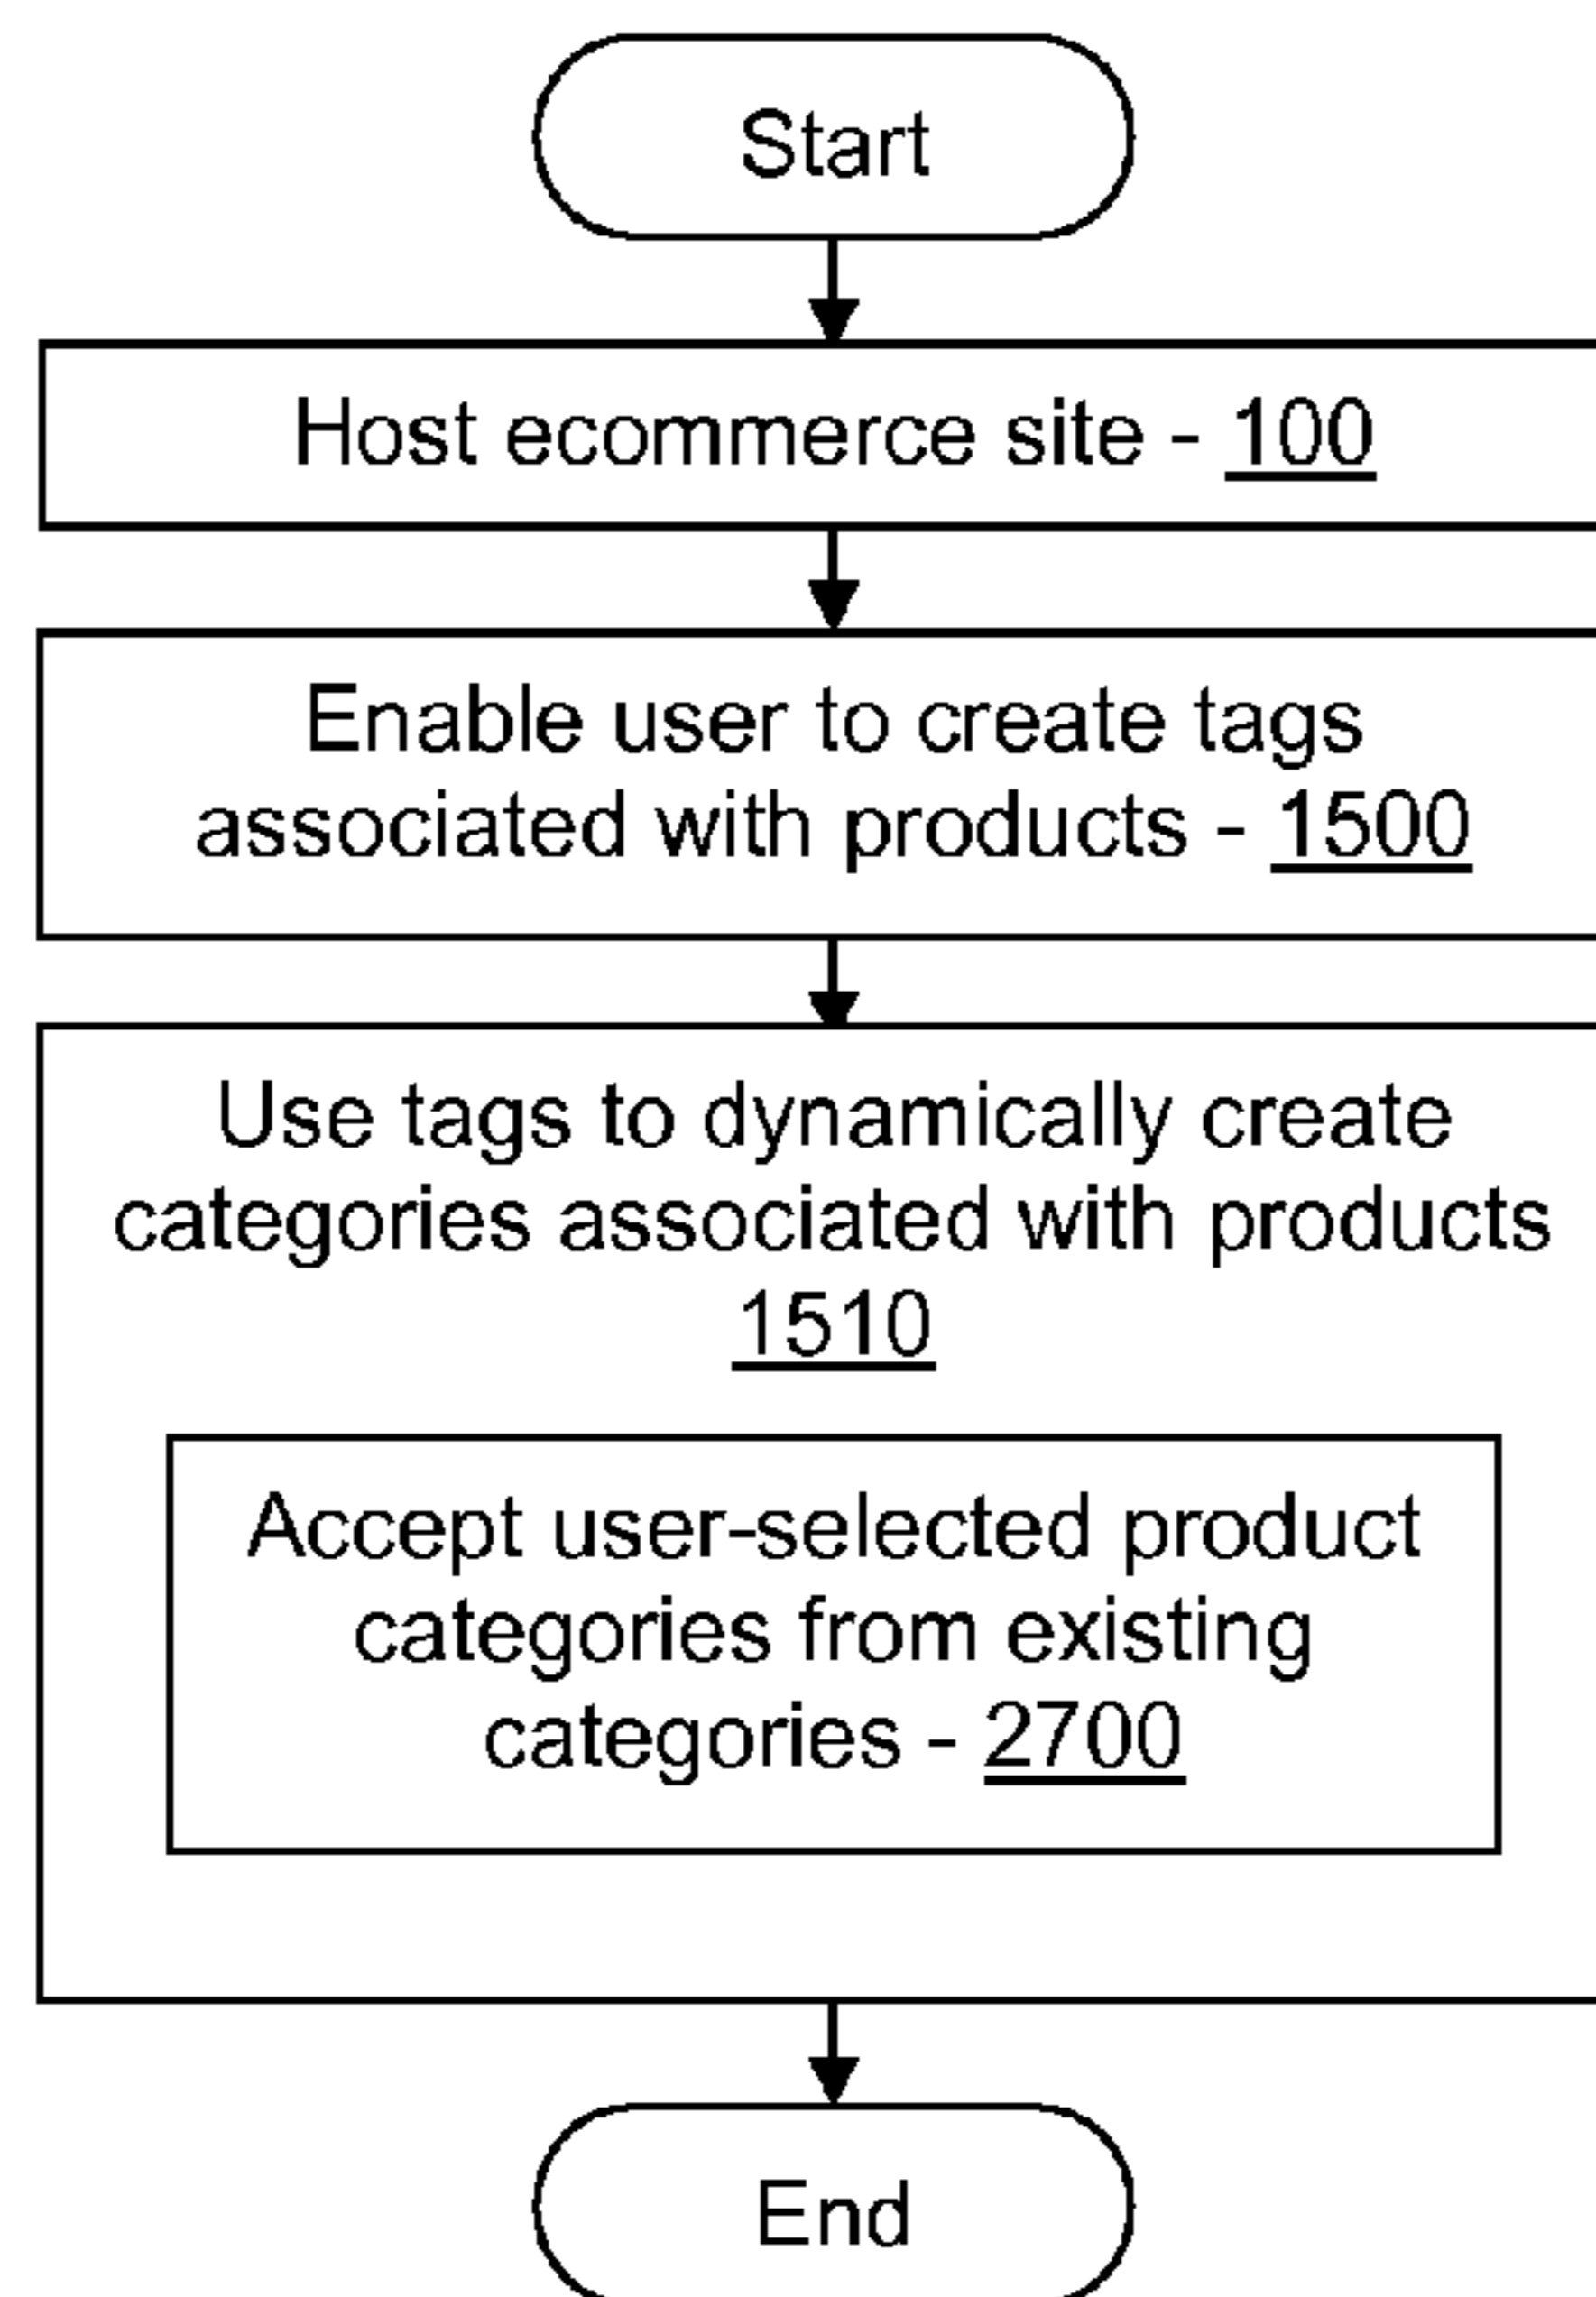 Start
Host ecommerce site - 100
Enable user to create tags
associated with products - 1500
Use tags to dynamically create
categories associated with products
1510
Accept user-selected product
categories from existing
categories - 2700
End